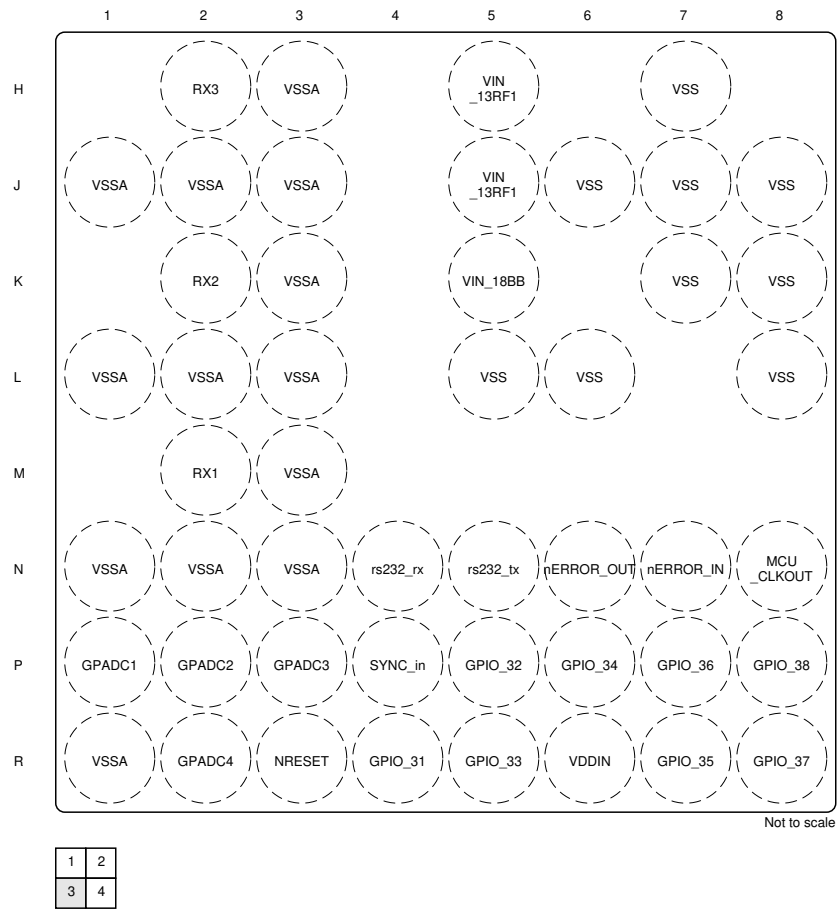 1 2 3 4 5 6 7 8
H RX3 VSSA VIN _13RF1 VSS
J VSSA VSSA VSSA VIN _13RF1 VSS VSS VSS
K RX2 VSSA VIN_18BB VSS VSS
L VSSA VSSA VSSA VSS VSS VSS
M RX1 VSSA
N VSSA VSSA VSSA rs232_rx rs232_tx nERROR_OUT nERROR_IN MCU _CLKOUT
P GPADC1 GPADC2 GPADC3 SYNC_in GPIO_32 GPIO_34 GPIO_36 GPIO_38
R VSSA GPADC4 NRESET GPIO_31 GPIO_33 VDDIN GPIO_35 GPIO_37
Not to scale
1 2
3 4